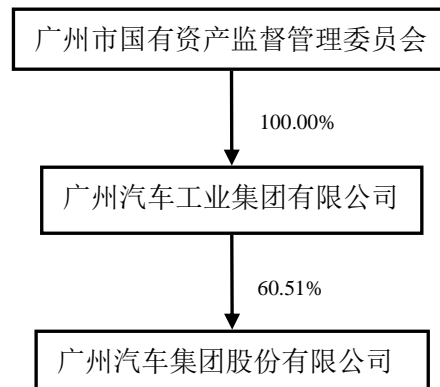 广州市国有资产监督管理委员会
100.00%
广州汽车工业集团有限公司
60.51%
广州汽车集团股份有限公司